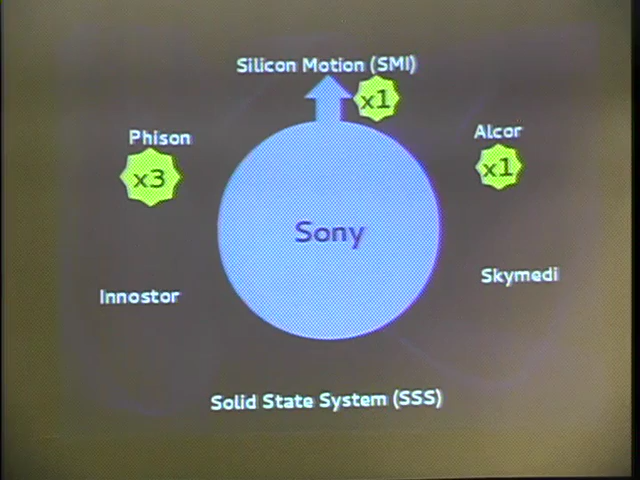 Silicon Motion (SMI)
x1
Phison
x3
Alcor
x1
Sony
Skymedi
Innostor
Solid State System (SSS)